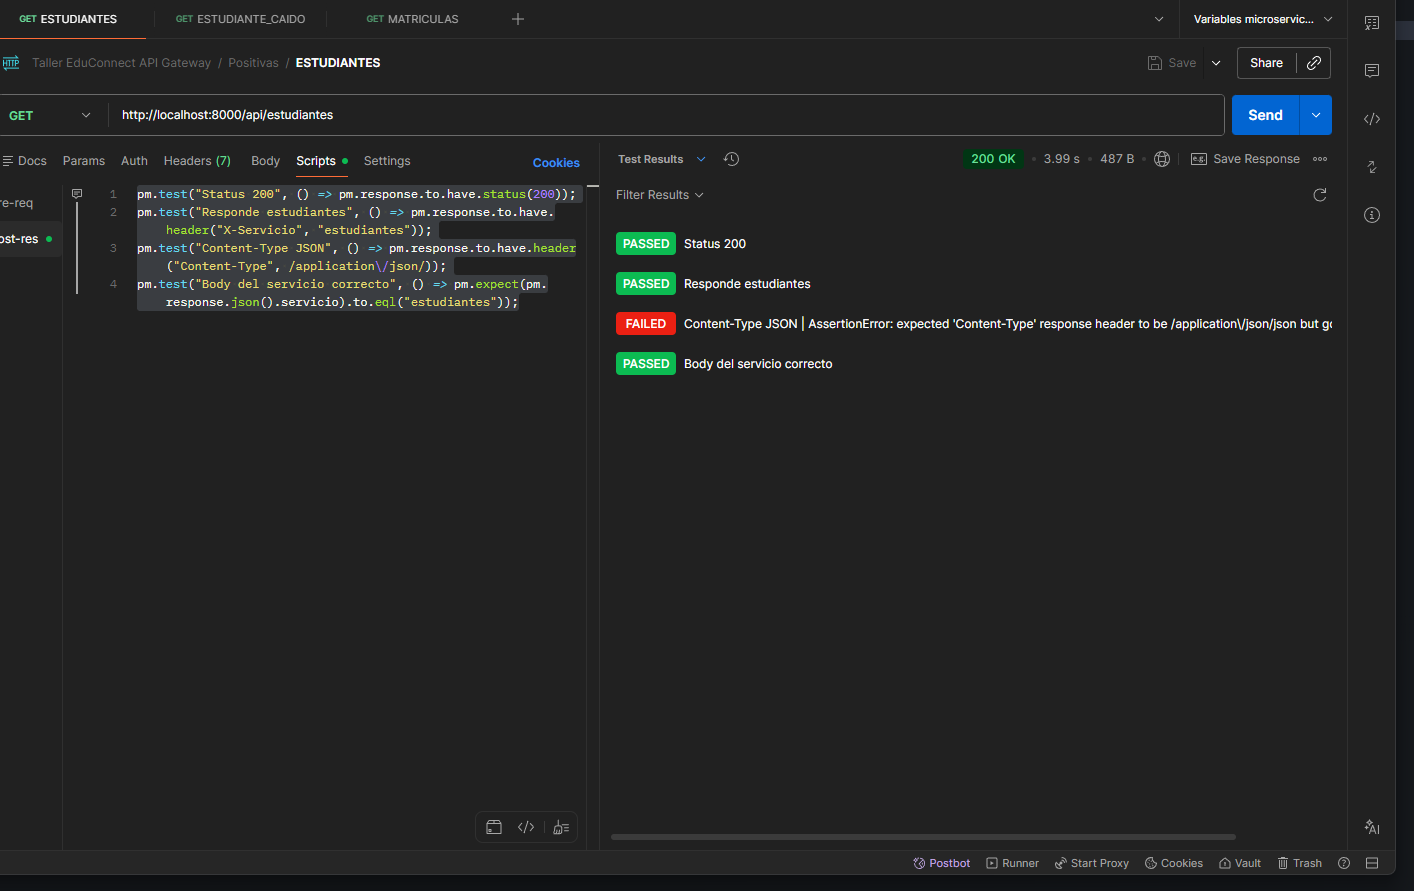 GET ESTUDIANTES
GET ESTUDIANTE_CAIDO
GET MATRICULAS
Variables microservic...
HTTP Taller EduConnect API Gateway / Positivas / ESTUDIANTES
Save
Share
GET
http://localhost:8000/api/estudiantes
Send
Docs Params Auth Headers (7) Body Scripts Settings
Cookies
Test Results
200 OK 3.99 s 487 B
e.g. Save Response
re-req
ost-res
1 pm.test("Status 200", () => pm.response.to.have.status(200));
2 pm.test("Responde estudiantes", () => pm.response.to.have.
header("X-Servicio", "estudiantes"));
3 pm.test("Content-Type JSON", () => pm.response.to.have.header
("Content-Type", /application\/json/));
4 pm.test("Body del servicio correcto", () => pm.expect(pm.
response.json().servicio).to.eql("estudiantes"));
Filter Results
PASSED Status 200
PASSED Responde estudiantes
FAILED Content-Type JSON | AssertionError: expected 'Content-Type' response header to be /application\/json/json but go
PASSED Body del servicio correcto
AI
Postbot Runner Start Proxy Cookies Vault Trash